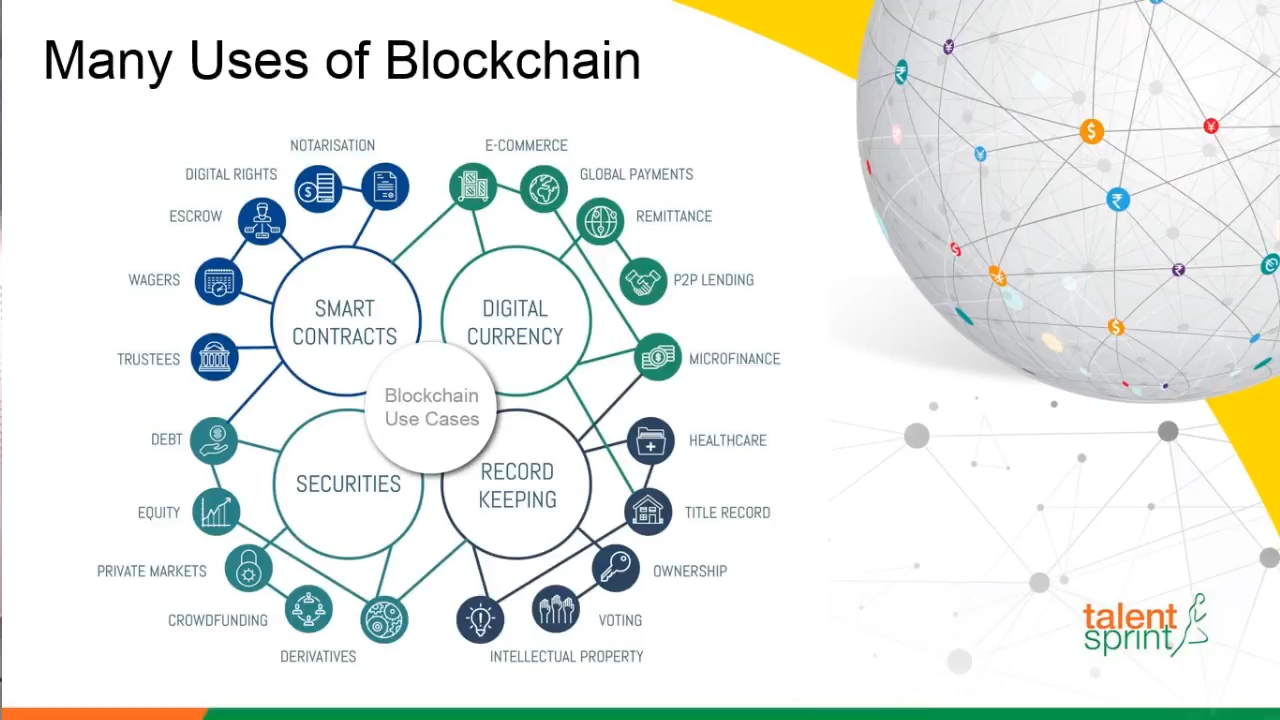 Many Uses of Blockchain
NOTARISATION
DIGITAL RIGHTS
ESCROW
WAGERS
TRUSTEES
SMART
CONTRACTS
E-COMMERCE
GLOBAL PAYMENTS
REMITTANCE
P2P LENDING
MICROFINANCE
DIGITAL
CURRENCY
Blockchain
Use Cases
DEBT
EQUITY
PRIVATE MARKETS
CROWDFUNDING
DERIVATIVES
SECURITIES
RECORD
KEEPING
HEALTHCARE
TITLE RECORD
OWNERSHIP
VOTING
INTELLECTUAL PROPERTY
talent
sprint